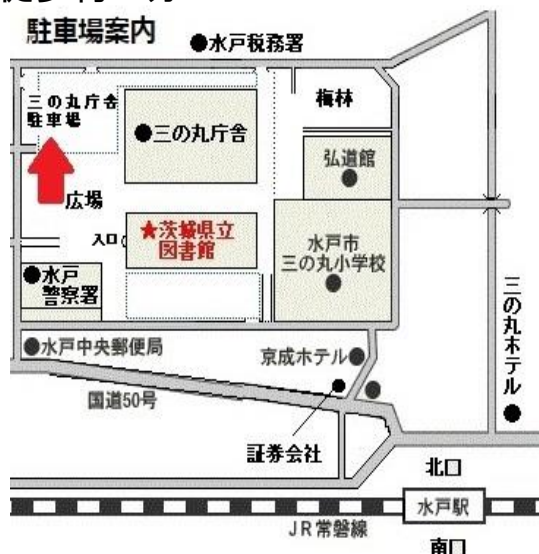 駐車場案内
●水戸税務署
三の丸庁舎
駐車場
●三の丸庁舎
梅林
弘道館
広場
入口
★茨城県立
図書館
水戸市
三の丸小学校
●水戸
警察署
三の丸ホテル
●水戸中央郵便局
京成ホテル●
国道50号
証券会社
北口
水戸駅
JR常磐線
南口